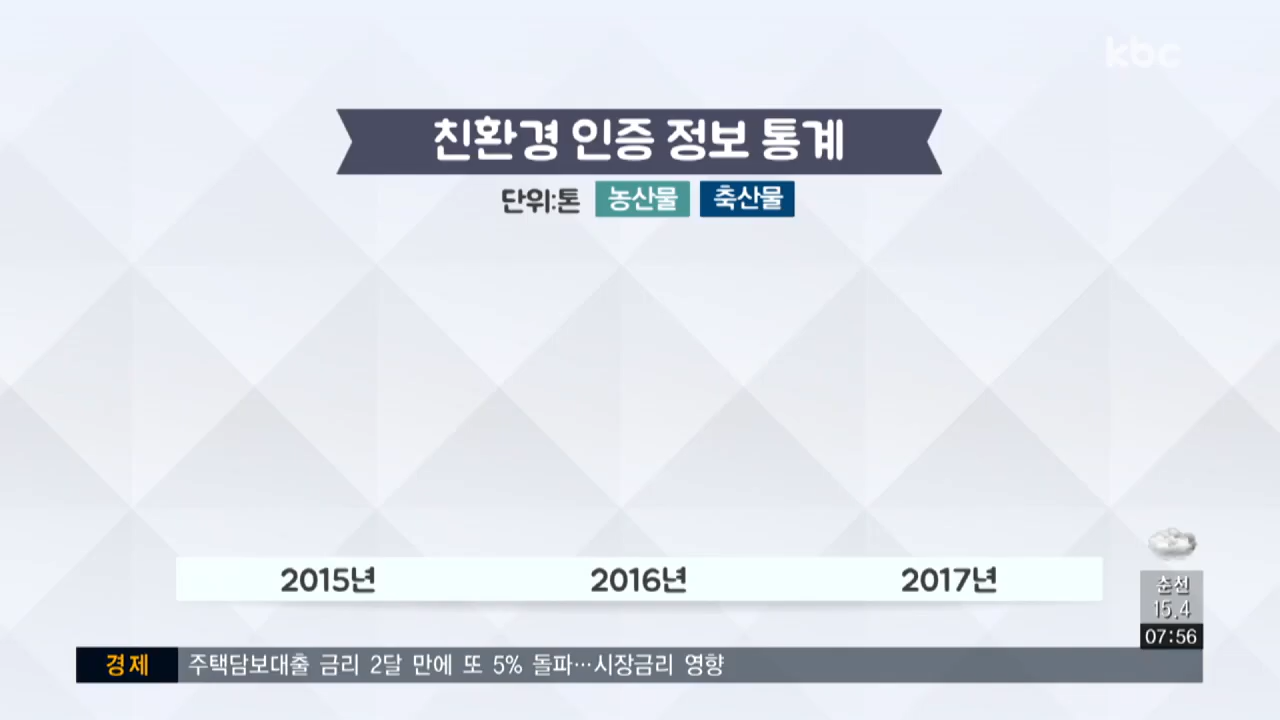 kbc
친환경 인증 정보 통계
단위:톤 농산물 축산물
2015년 2016년 2017년
순천
15.4
07:56
경제 주택담보대출 금리 2달 만에 또 5% 돌파…시장금리 영향